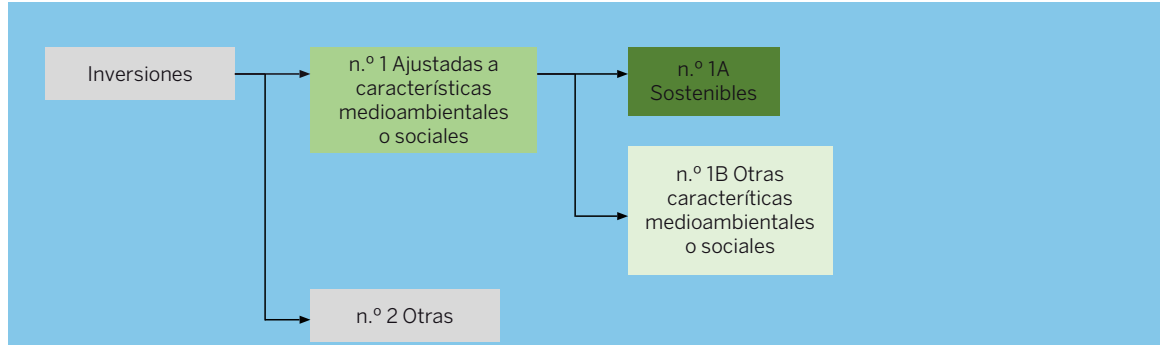 Inversiones
n.º 1 Ajustadas a
características
medioambientales
o sociales
n.º 1A
Sostenibles
n.º 1B Otras
caracteríticas
medioambientales
o sociales
n.º 2 Otras